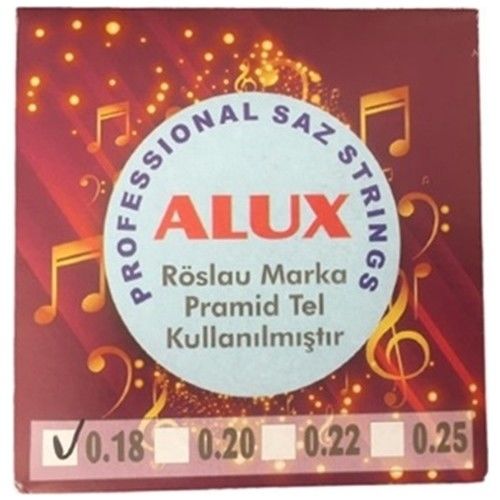 PROFESSIONAL SAZ STRINGS
ALUX
Röslau Marka
Pramid Tel
Kullanılmıştır
0.18 0.20 0.22 0.25